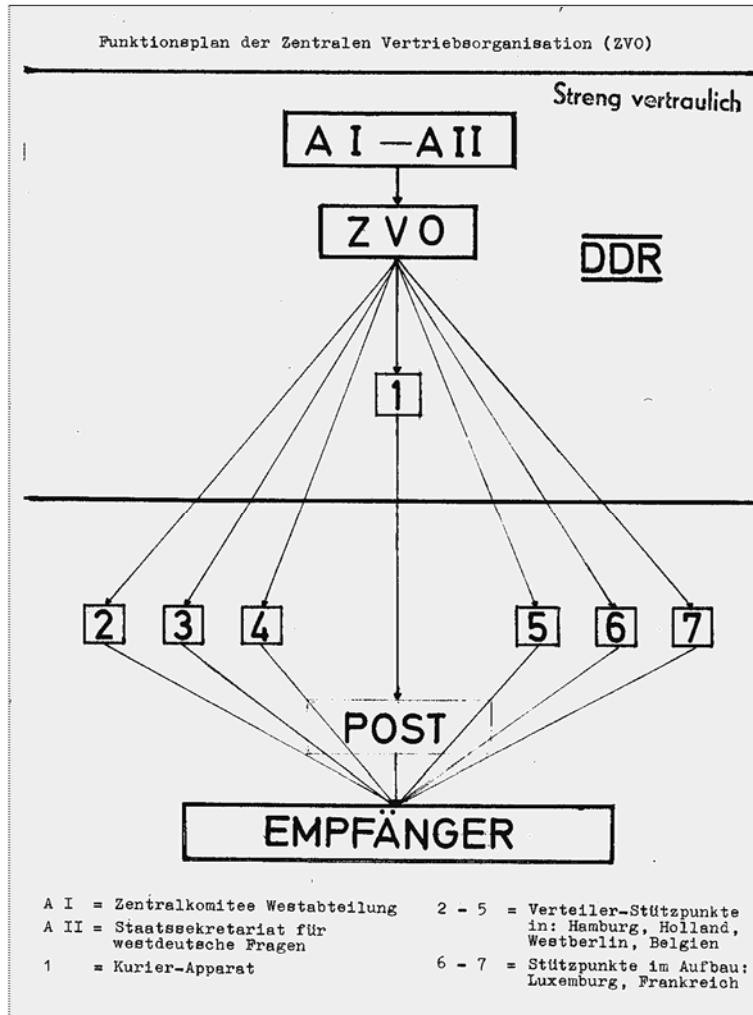 Funktionsplan der Zentralen Vertriebsorganisation (ZVO)
Streng vertraulich
A I — A II
Z V O
DDR
1
2 3 4 5 6 7
POST
EMPFÄNGER
A I = Zentralkomitee Westabteilung
A II = Staatssekretariat für
westdeutsche Fragen
1 = Kurier-Apparat
2 - 5 = Verteiler-Stützpunkte
in: Hamburg, Holland,
Westberlin, Belgien
6 - 7 = Stützpunkte im Aufbau:
Luxemburg, Frankreich